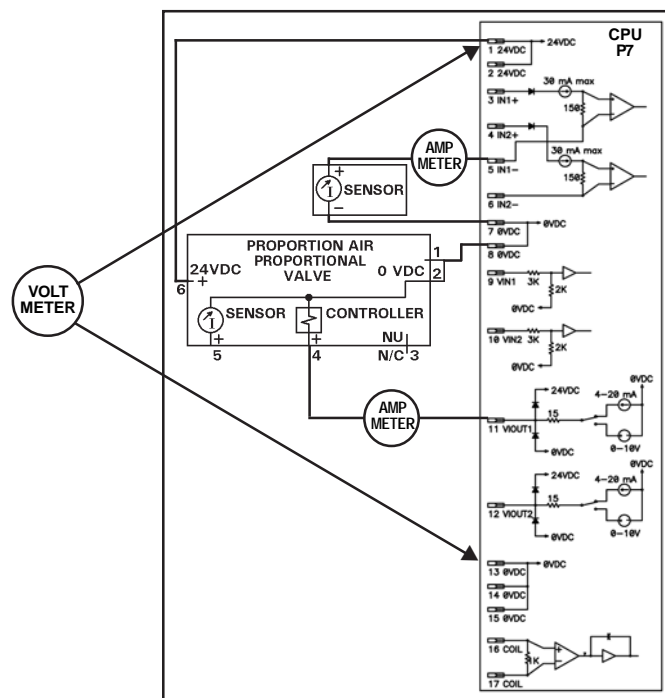 CPU
P7
1 24VDC
24VDC
2 24VDC
30 mA max
3 IN1+
150
4 IN2+
30 mA max
AMP
METER
5 IN1-
150
+
I
SENSOR
-
6 IN2-
7 0VDC
0VDC
8 0VDC
PROPORTION AIR
PROPORTIONAL
VALVE
1
24VDC
0 VDC
2
6
+
VOLT
METER
9 VIN1
3K
2K
0VDC
I
SENSOR
CONTROLLER
+
5
+
4
NU
N/C
3
10 VIN2
3K
2K
0VDC
AMP
METER
24VDC
0VDC
4-20 mA
15
11 VIOUT1
0VDC
0-10V
24VDC
0VDC
4-20 mA
15
12 VIOUT2
0VDC
0-10V
13 0VDC
0VDC
14 0VDC
15 0VDC
16 COIL
1K
17 COIL